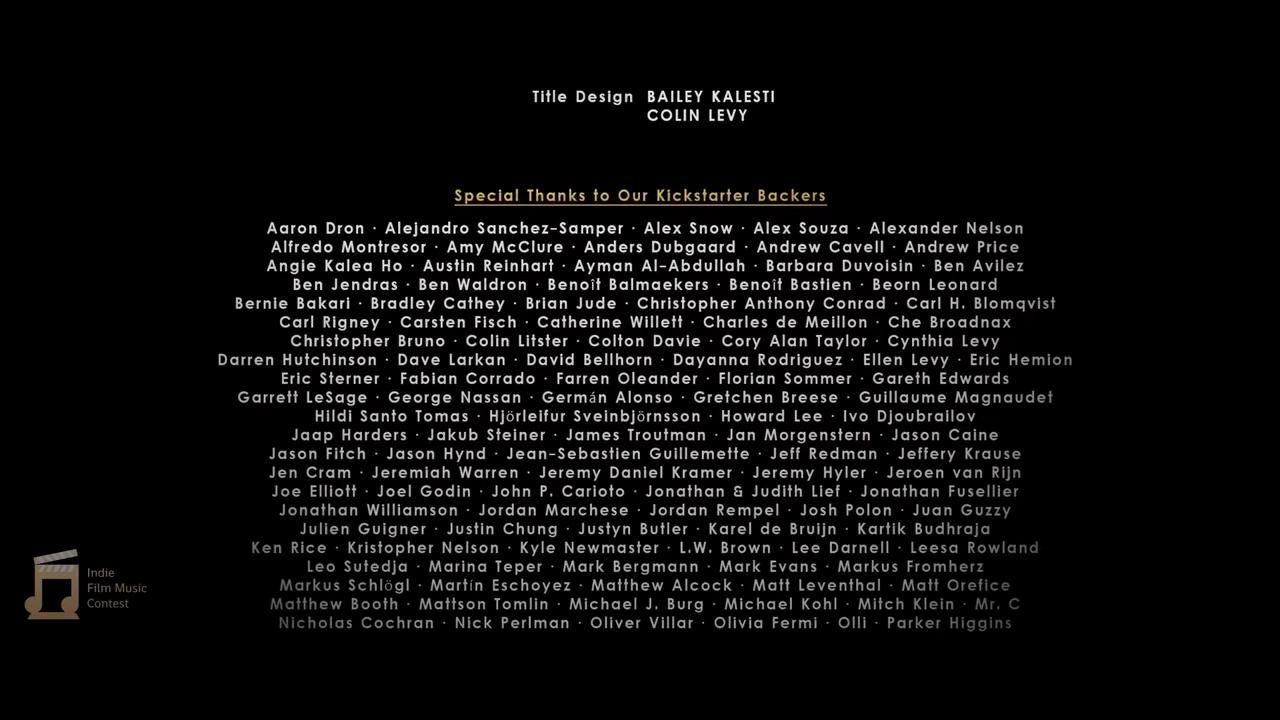 Title Design BAILEY KALESTI
COLIN LEVY
Special Thanks to Our Kickstarter Backers
Aaron Dron · Alejandro Sanchez-Samper · Alex Snow · Alex Souza · Alexander Nelson
Alfredo Montresor · Amy McClure · Anders Dubgaard · Andrew Cavell · Andrew Price
Angie Kalea Ho · Austin Reinhart · Ayman Al-Abdullah · Barbara Duvoisin · Ben Avilez
Ben Jendras · Ben Waldron · Benoît Balmaekers · Benoît Bastien · Beorn Leonard
Bernie Bakari · Bradley Cathey · Brian Jude · Christopher Anthony Conrad · Carl H. Blomqvist
Carl Rigney · Carsten Fisch · Catherine Willett · Charles de Meillon · Che Broadnax
Christopher Bruno · Colin Litster · Colton Davie · Cory Alan Taylor · Cynthia Levy
Darren Hutchinson · Dave Larkan · David Bellhorn · Dayanna Rodriguez · Ellen Levy · Eric Hemion
Eric Sterner · Fabian Corrado · Farren Oleander · Florian Sommer · Gareth Edwards
Garrett LeSage · George Nassan · Germán Alonso · Gretchen Breese · Guillaume Magnaudet
Hildi Santo Tomas · Hjörleifur Sveinbjörnsson · Howard Lee · Ivo Djoubrailov
Jaap Harders · Jakub Steiner · James Troutman · Jan Morgenstern · Jason Caine
Jason Fitch · Jason Hynd · Jean-Sebastien Guillemette · Jeff Redman · Jeffery Krause
Jen Cram · Jeremiah Warren · Jeremy Daniel Kramer · Jeremy Hyler · Jeroen van Rijn
Joe Elliott · Joel Godin · John P. Carioto · Jonathan & Judith Lief · Jonathan Fusellier
Jonathan Williamson · Jordan Marchese · Jordan Rempel · Josh Polon · Juan Guzzy
Julien Guigner · Justin Chung · Justyn Butler · Karel de Bruijn · Kartik Budhraja
Ken Rice · Kristopher Nelson · Kyle Newmaster · L.W. Brown · Lee Darnell · Leesa Rowland
Leo Sutedja · Marina Teper · Mark Bergmann · Mark Evans · Markus Fromherz
Markus Schlögl · Martín Eschoyez · Matthew Alcock · Matt Leventhal · Matt Orefice
Matthew Booth · Mattson Tomlin · Michael J. Burg · Michael Kohl · Mitch Klein · Mr. C
Nicholas Cochran · Nick Perlman · Oliver Villar · Olivia Fermi · Olli · Parker Higgins
Indie
Film Music
Contest